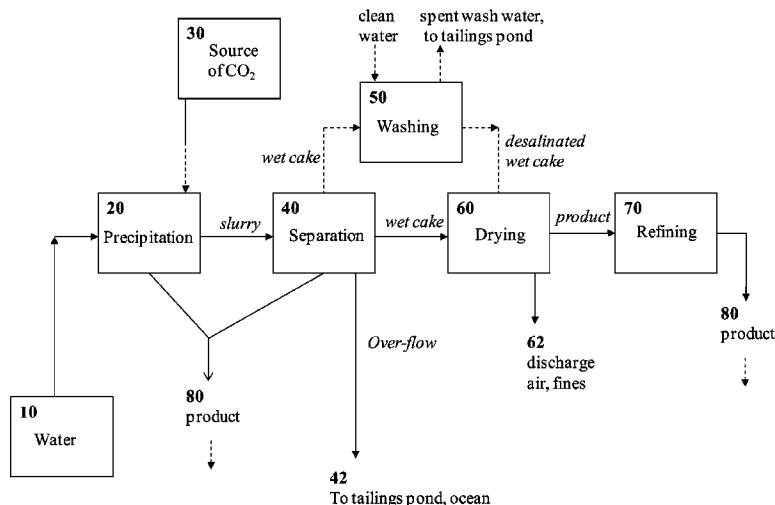 30
Source
of CO₂
clean
water
spent wash water,
to tailings pond
50
Washing
wet cake
desalinated
wet cake
20
Precipitation
slurry
40
Separation
wet cake
60
Drying
product
70
Refining
Over-flow
80
product
62
discharge
air, fines
80
product
10
Water
42
To tailings pond, ocean